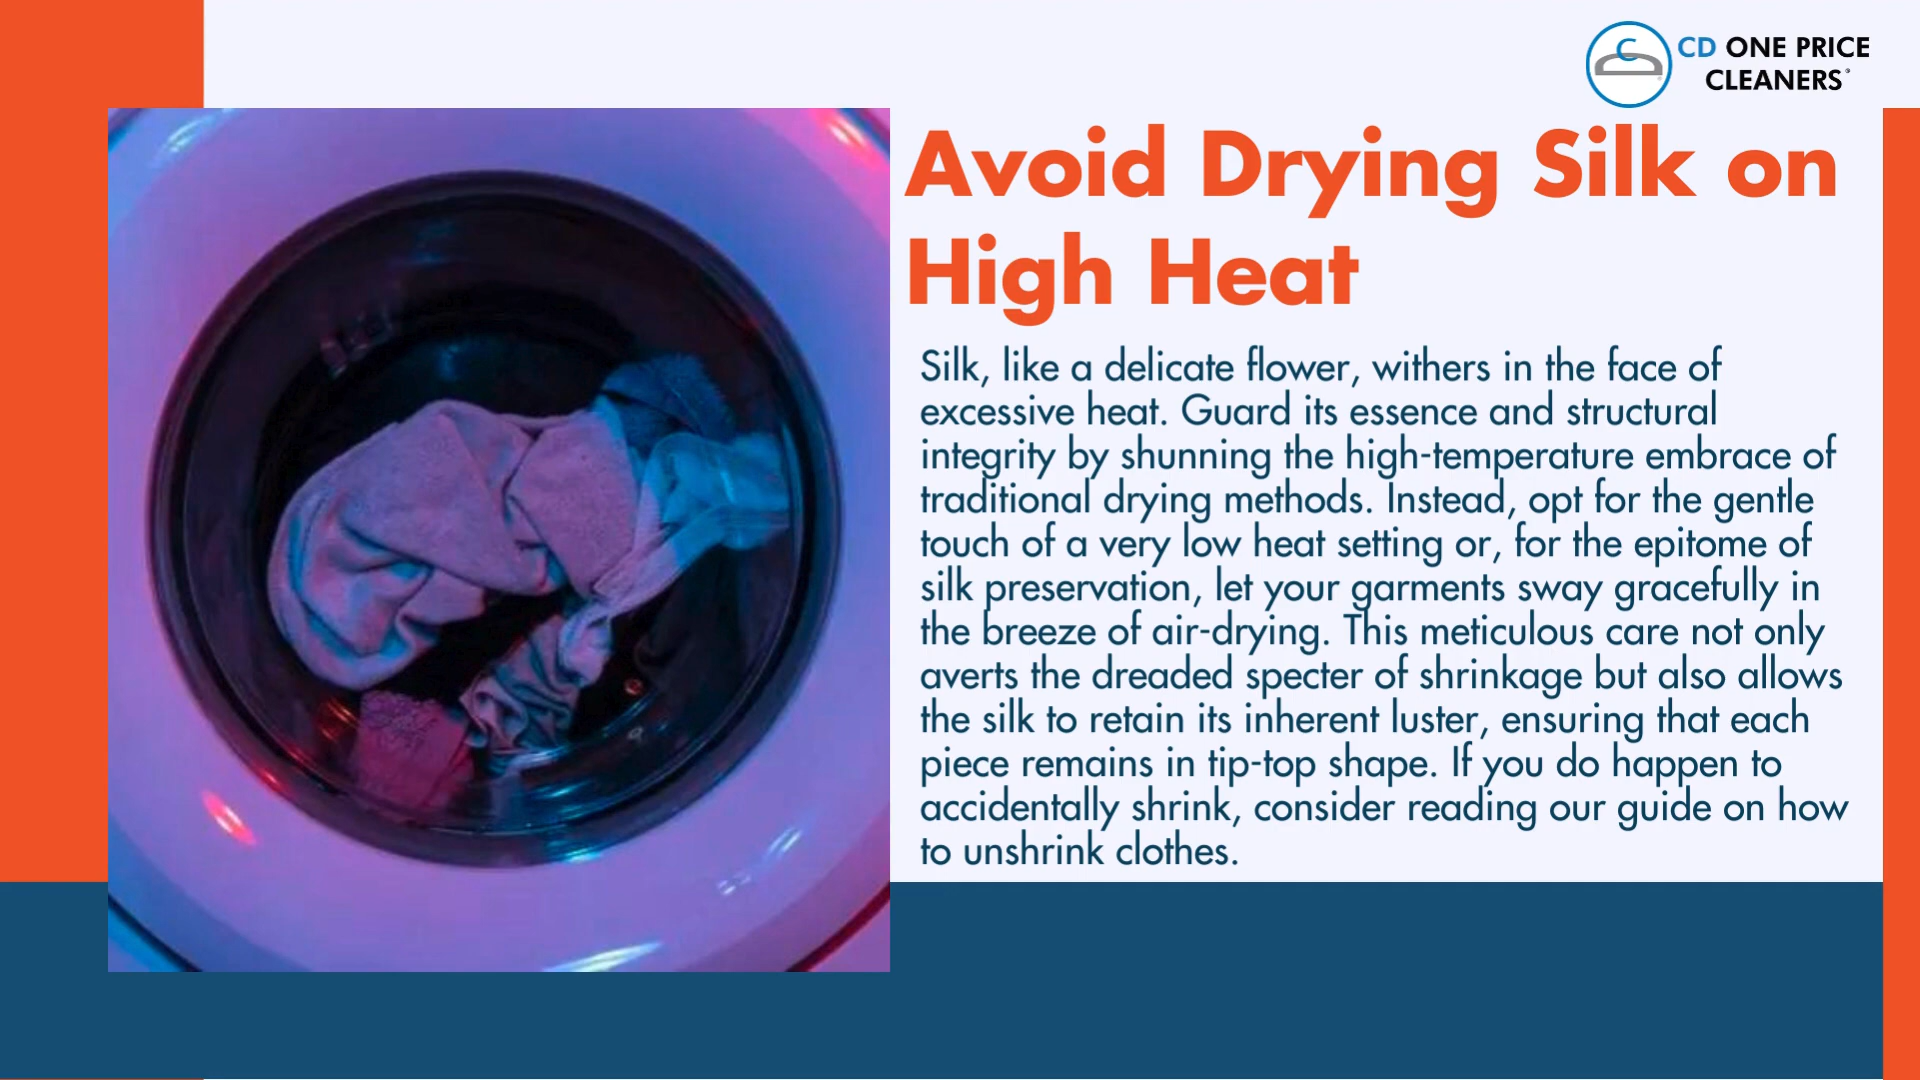 C
CD ONE PRICE
CLEANERS®
Avoid Drying Silk on
High Heat
Silk, like a delicate flower, withers in the face of
excessive heat. Guard its essence and structural
integrity by shunning the high-temperature embrace of
traditional drying methods. Instead, opt for the gentle
touch of a very low heat setting or, for the epitome of
silk preservation, let your garments sway gracefully in
the breeze of air-drying. This meticulous care not only
averts the dreaded specter of shrinkage but also allows
the silk to retain its inherent luster, ensuring that each
piece remains in tip-top shape. If you do happen to
accidentally shrink, consider reading our guide on how
to unshrink clothes.